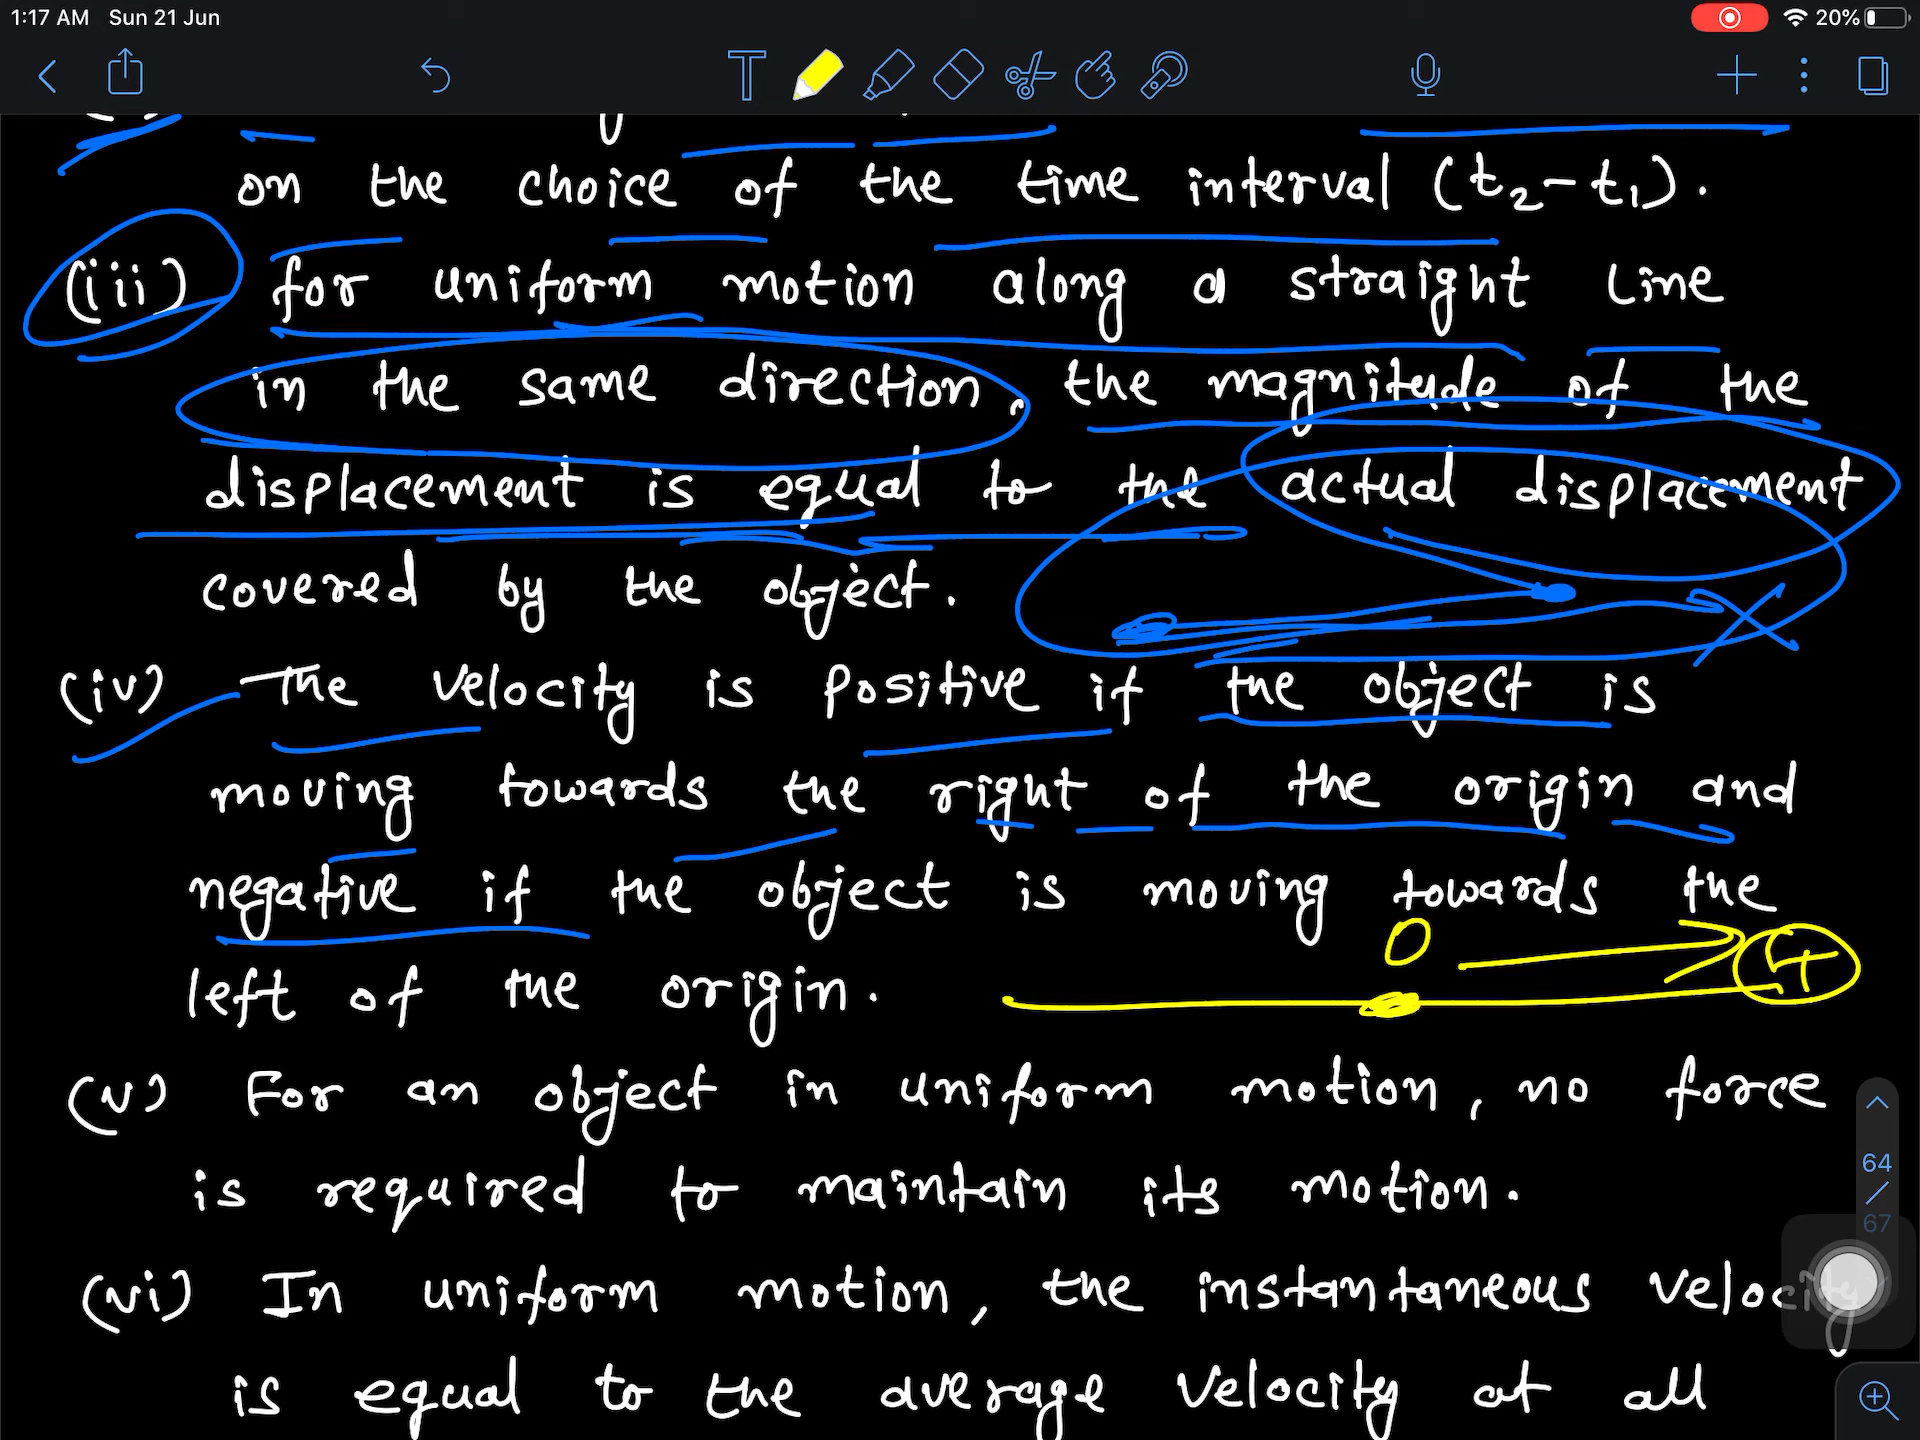 1:17 AM Sun 21 Jun
20%
on the choice of the time interval (t₂-t₁).
(iii) for uniform motion along a straight line
in the same direction, the magnitude of the
displacement is equal to the actual displacement
covered by the object.
(iv) The velocity is positive if the object is
moving towards the right of the origin and
negative if the object is moving towards the
left of the origin.
O
+
(v) For an object in uniform motion, no force
is required to maintain its motion.
(vi) In uniform motion, the instantaneous velocity
is equal to the average velocity at all
64
/
67